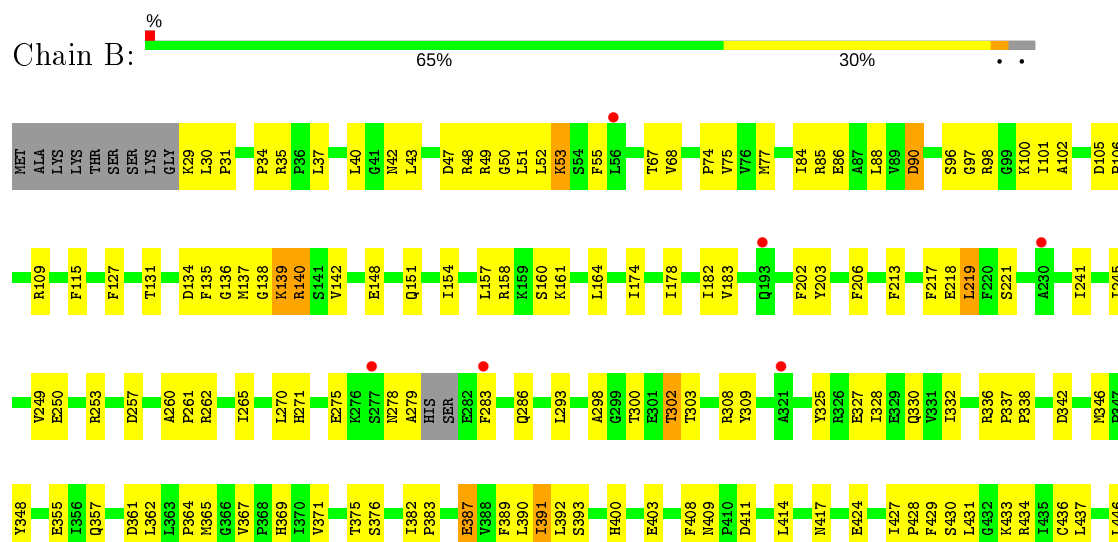 %
Chain B:
65% 30% • •
MET ALA LYS LYS THR SER SER LYS GLY K29 L30 P31 P34 R35 P36 L37 L40 G41 N42 L43 D47 R48 R49 G50 L51 L52 K53 S54 F55 L56 T67 V68 P74 V75 V76 M77 I84 R85 E86 A87 L88 V89 D90 S96 G97 R98 G99 K100 I101 A102 D105
R109 F115 F127 T131 D134 F135 G136 M137 G138 K139 R140 S141 V142 E148 Q151 I154 L157 R158 K159 S160 K161 L164 I174 I178 I182 V183 Q193 F202 Y203 F206 F213 F217 E218 L219 F220 S221 A230 I241
V249 E250 R253 D257 A260 P261 R262 I265 L270 H271 E275 K276 S277 N278 A279 HIS SER E282 F283 Q286 L293 A298 G299 T300 E301 T302 T303 R308 Y309 A321 Y325 R326 E327 I328 E329 Q330 V331 I332 R336 P337 P338 D342 M346
Y348 E355 I356 Q357 D361 L362 L363 P364 M365 G366 V367 P368 H369 I370 V371 T375 S376 I382 P383 E387 V388 F389 L390 I391 L392 S393 H400 E403 F408 N409 P410 D411 L414 N417 E424 I427 P428 F429 S430 L431 G432 K433 R434 I435 C436 L437